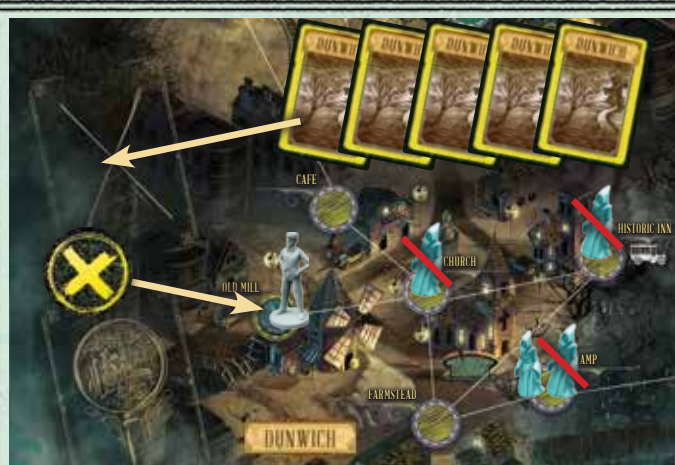 DUNWICH
DUNWICH
DUNWICH
DUNWICH
DUNWICH
CAFE
HISTORIC INN
CHURCH
OLD MILL
AMP
FARMSTEAD
DUNWICH